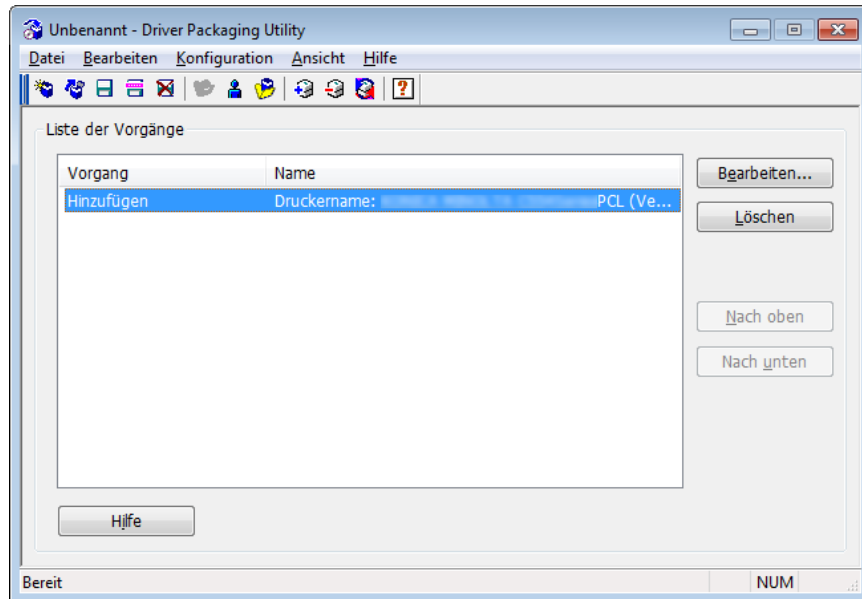 Unbenannt - Driver Packaging Utility
Datei Bearbeiten Konfiguration Ansicht Hilfe
Liste der Vorgänge
Vorgang Name
Hinzufügen Druckername: PCL (Ve...
Bearbeiten...
Löschen
Nach oben
Nach unten
Hilfe
Bereit NUM